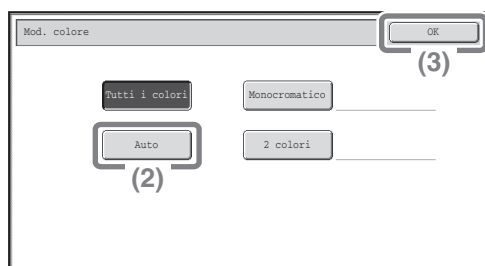 Mod. colore
OK
(3)
Tutti i colori
Monocromatico
Auto
2 colori
(2)